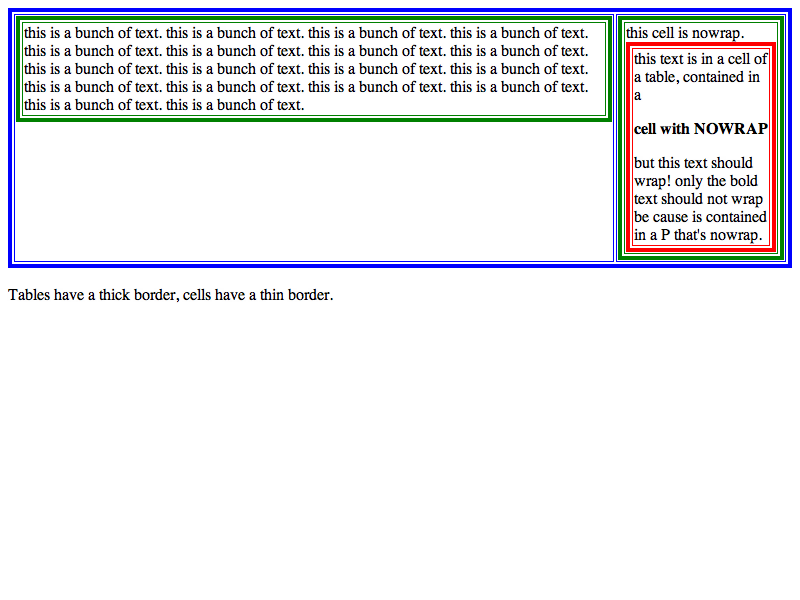 this is a bunch of text. this is a bunch of text. this is a bunch of text. this is a bunch of text.
this is a bunch of text. this is a bunch of text. this is a bunch of text. this is a bunch of text.
this is a bunch of text. this is a bunch of text. this is a bunch of text. this is a bunch of text.
this is a bunch of text. this is a bunch of text. this is a bunch of text. this is a bunch of text.
this is a bunch of text. this is a bunch of text.
this cell is nowrap.
this text is in a cell of
a table, contained in
a
cell with NOWRAP
but this text should
wrap! only the bold
text should not wrap
be cause is contained
in a P that's nowrap.
Tables have a thick border, cells have a thin border.